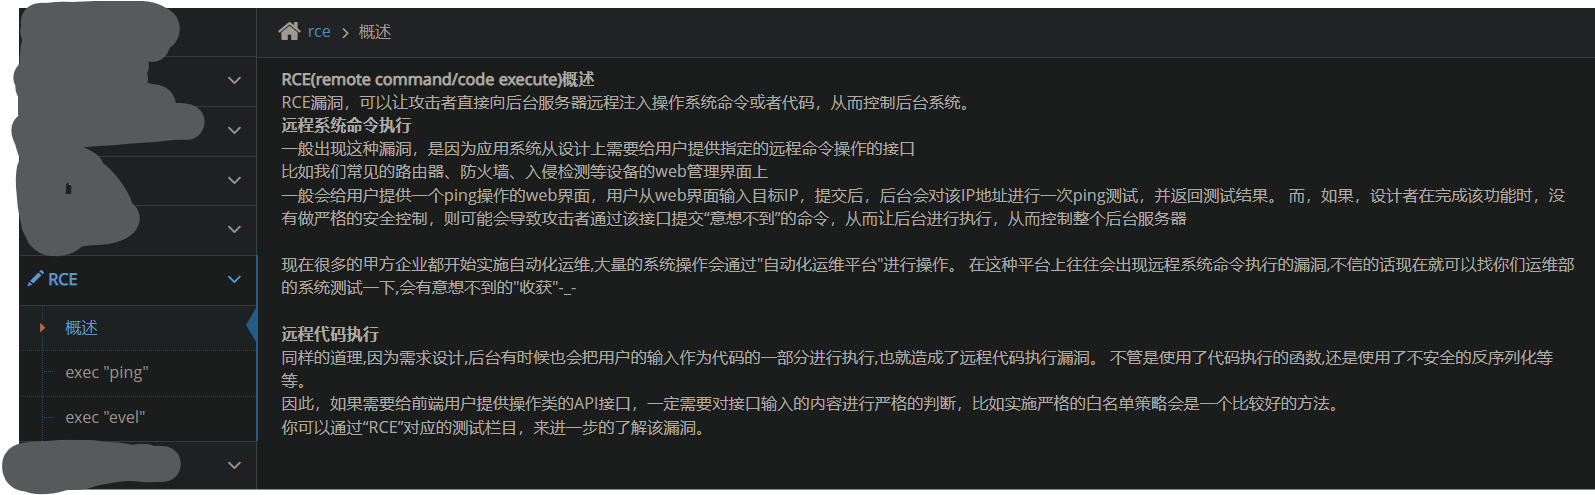 rce > 概述
RCE(remote command/code execute)概述
RCE漏洞，可以让攻击者直接向后台服务器远程注入操作系统命令或者代码，从而控制后台系统。
远程系统命令执行
一般出现这种漏洞，是因为应用系统从设计上需要给用户提供指定的远程命令操作的接口
比如我们常见的路由器、防火墙、入侵检测等设备的web管理界面上
一般会给用户提供一个ping操作的web界面，用户从web界面输入目标IP，提交后，后台会对该IP地址进行一次ping测试，并返回测试结果。 而，如果，设计者在完成该功能时，没
有做严格的安全控制，则可能会导致攻击者通过该接口提交“意想不到”的命令，从而让后台进行执行，从而控制整个后台服务器
现在很多的甲方企业都开始实施自动化运维,大量的系统操作会通过"自动化运维平台"进行操作。 在这种平台上往往会出现远程系统命令执行的漏洞,不信的话现在就可以找你们运维部
的系统测试一下,会有意想不到的"收获"-_-
远程代码执行
同样的道理,因为需求设计,后台有时候也会把用户的输入作为代码的一部分进行执行,也就造成了远程代码执行漏洞。 不管是使用了代码执行的函数,还是使用了不安全的反序列化等
等。
因此，如果需要给前端用户提供操作类的API接口，一定需要对接口输入的内容进行严格的判断，比如实施严格的白名单策略会是一个比较好的方法。
你可以通过“RCE”对应的测试栏目，来进一步的了解该漏洞。
RCE
概述
exec "ping"
exec "evel"